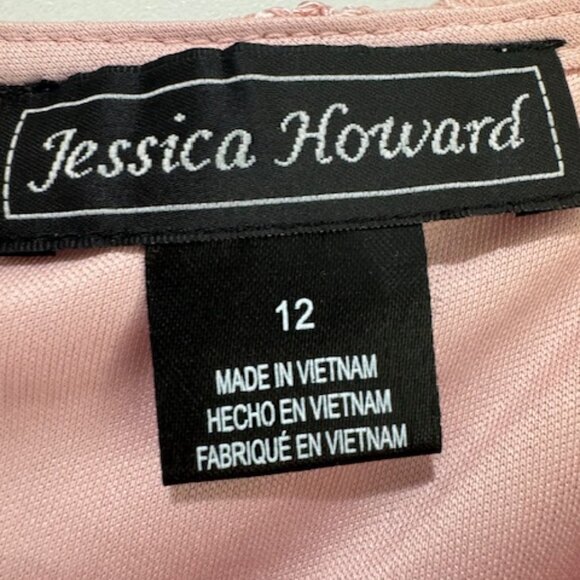 Jessica Howard
12
MADE IN VIETNAM
HECHO EN VIETNAM
FABRIQUÉ EN VIETNAM